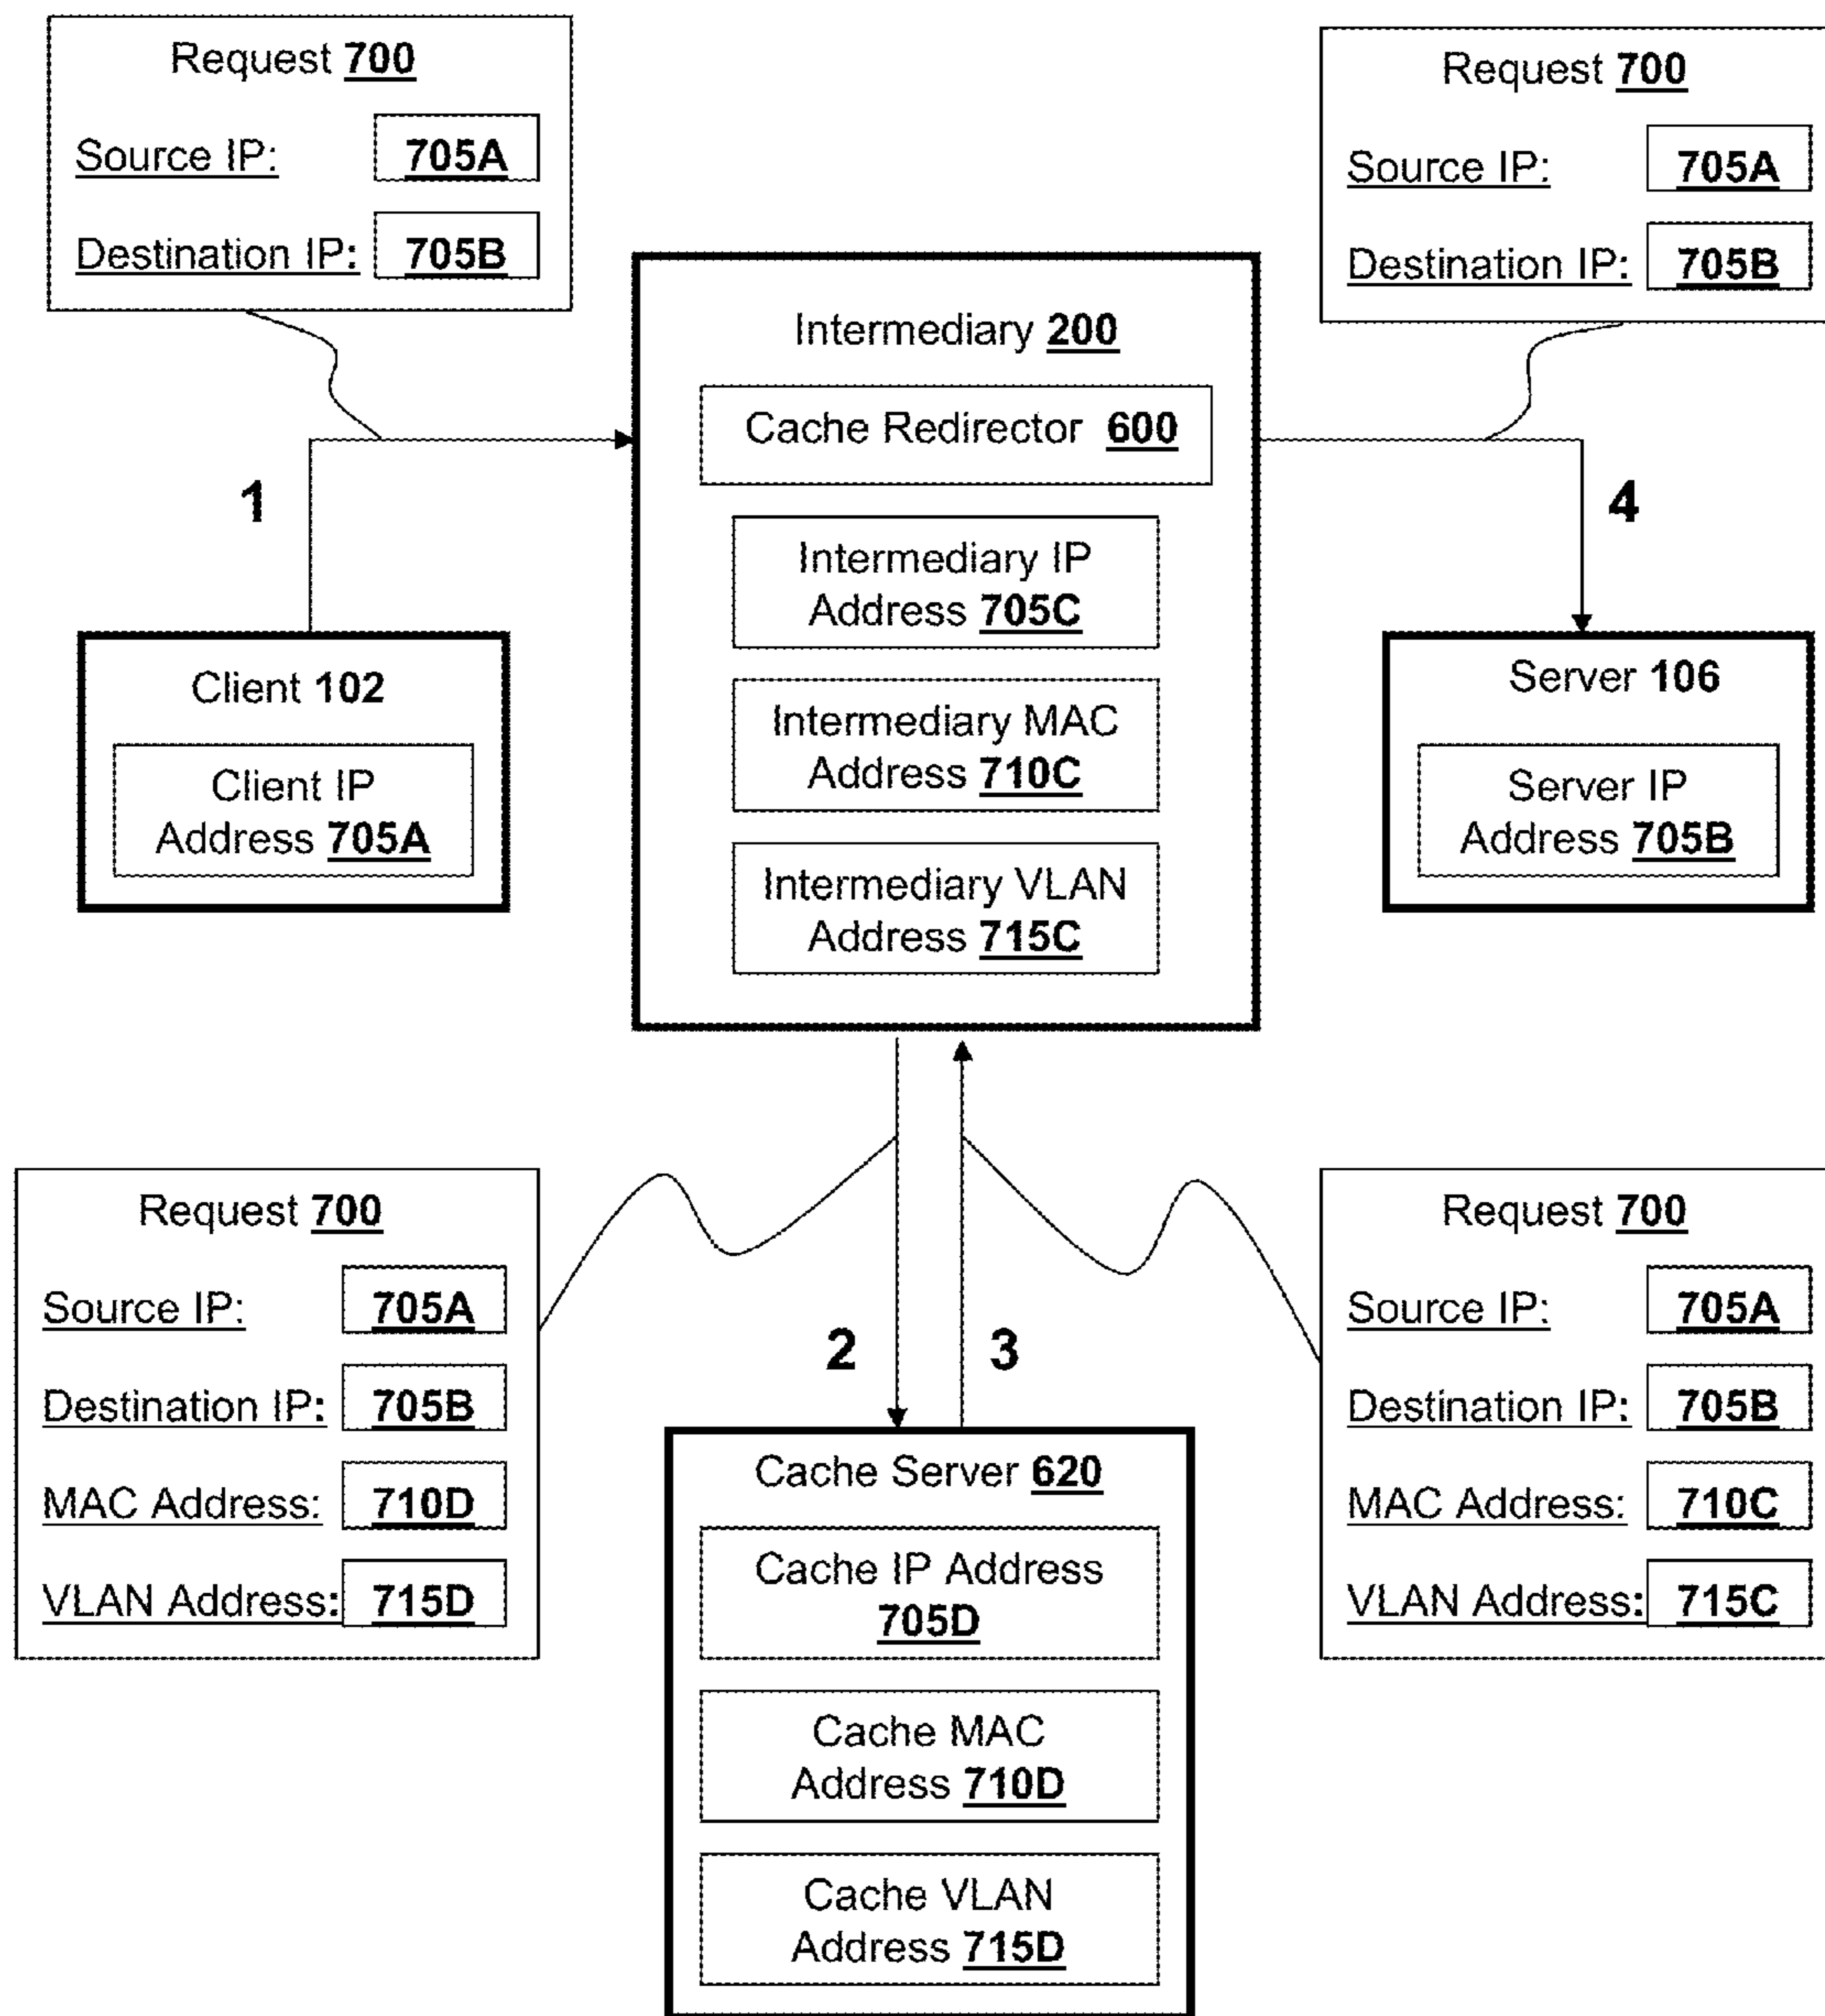 Request 700
Source IP: 705A
Destination IP: 705B
Request 700
Source IP: 705A
Destination IP: 705B
Intermediary 200
Cache Redirector 600
Intermediary IP
Address 705C
Intermediary MAC
Address 710C
Intermediary VLAN
Address 715C
1
4
Client 102
Client IP
Address 705A
Server 106
Server IP
Address 705B
Request 700
Source IP: 705A
Destination IP: 705B
MAC Address: 710D
VLAN Address: 715D
2
3
Request 700
Source IP: 705A
Destination IP: 705B
MAC Address: 710C
VLAN Address: 715C
Cache Server 620
Cache IP Address
705D
Cache MAC
Address 710D
Cache VLAN
Address 715D